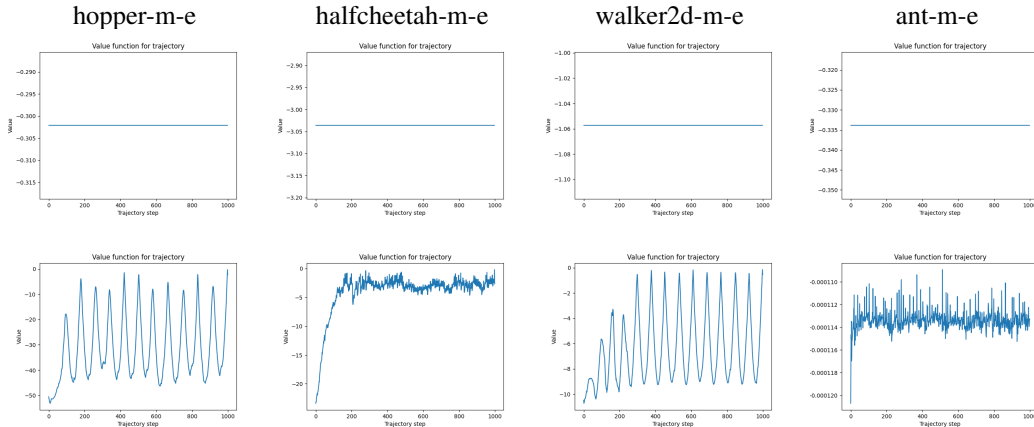 hopper-m-e halfcheetah-m-e walker2d-m-e ant-m-e
Value function for trajectory Value function for trajectory Value function for trajectory Value function for trajectory
−0.290 −2.90 −1.00 −0.320
−0.295 −2.95 −1.02 −0.325
−0.300 −3.00 −1.04 −0.330
−0.305 −3.05 −1.06 −0.335
−0.310 −3.10 −1.08 −0.340
−0.315 −3.15 −1.10 −0.345
−3.20 −0.350
Value Value Value Value
0 200 400 600 800 1000 0 200 400 600 800 1000 0 200 400 600 800 1000 0 200 400 600 800 1000
Trajectory step Trajectory step Trajectory step Trajectory step
Value function for trajectory Value function for trajectory Value function for trajectory Value function for trajectory
0 0 0 −0.000110
−10 −5 −2 −0.000112
−20 −10 −4 −0.000114
−30 −15 −6 −0.000116
−40 −20 −8 −0.000118
−50 −10 −0.000120
Value Value Value Value
0 200 400 600 800 1000 0 200 400 600 800 1000 0 200 400 600 800 1000 0 200 400 600 800 1000
Trajectory step Trajectory step Trajectory step Trajectory step